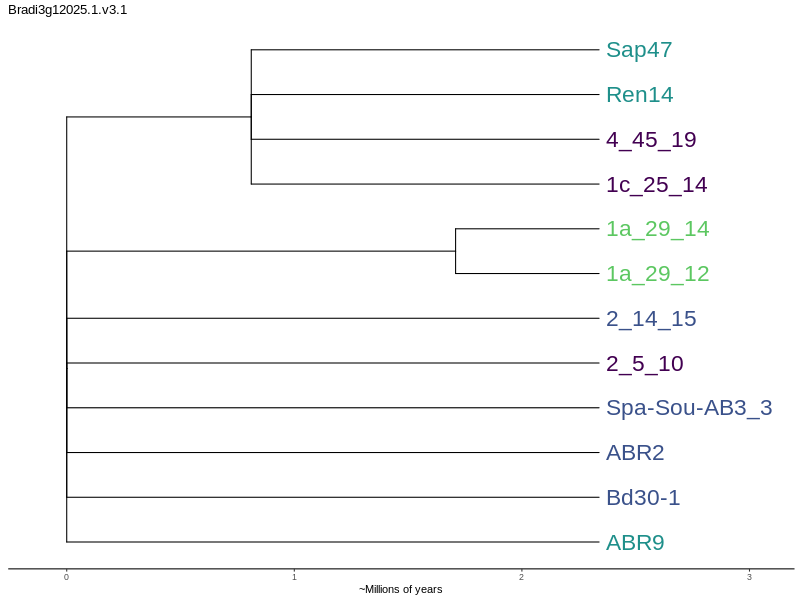 Bradi3g12025.1.v3.1
Sap47
Ren14
4_45_19
1c_25_14
1a_29_14
1a_29_12
2_14_15
2_5_10
Spa-Sou-AB3_3
ABR2
Bd30-1
ABR9
0 1 2 3
~Millions of years